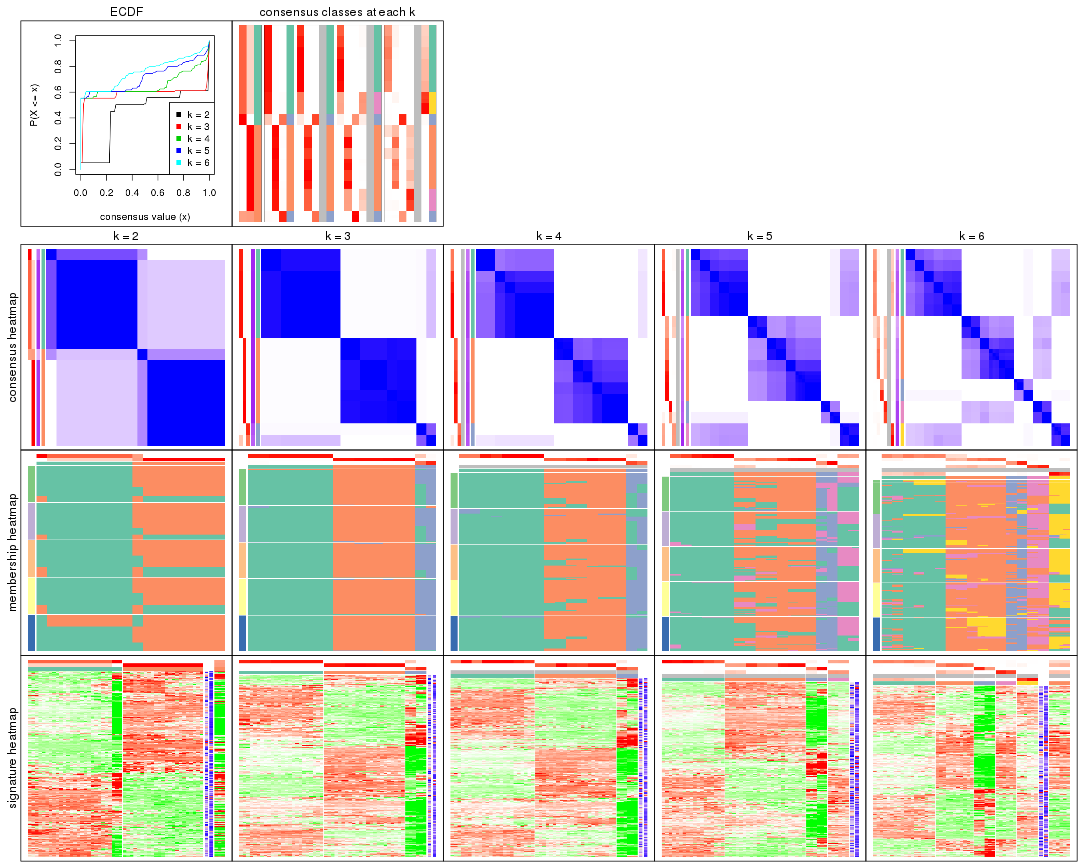 ECDF
consensus classes at each k
P(X <= x)
0.0 0.2 0.4 0.6 0.8 1.0
k = 2
k = 3
k = 4
k = 5
k = 6
0.0 0.2 0.4 0.6 0.8 1.0
consensus value (x)
k = 2
k = 3
k = 4
k = 5
k = 6
consensus heatmap
membership heatmap
signature heatmap